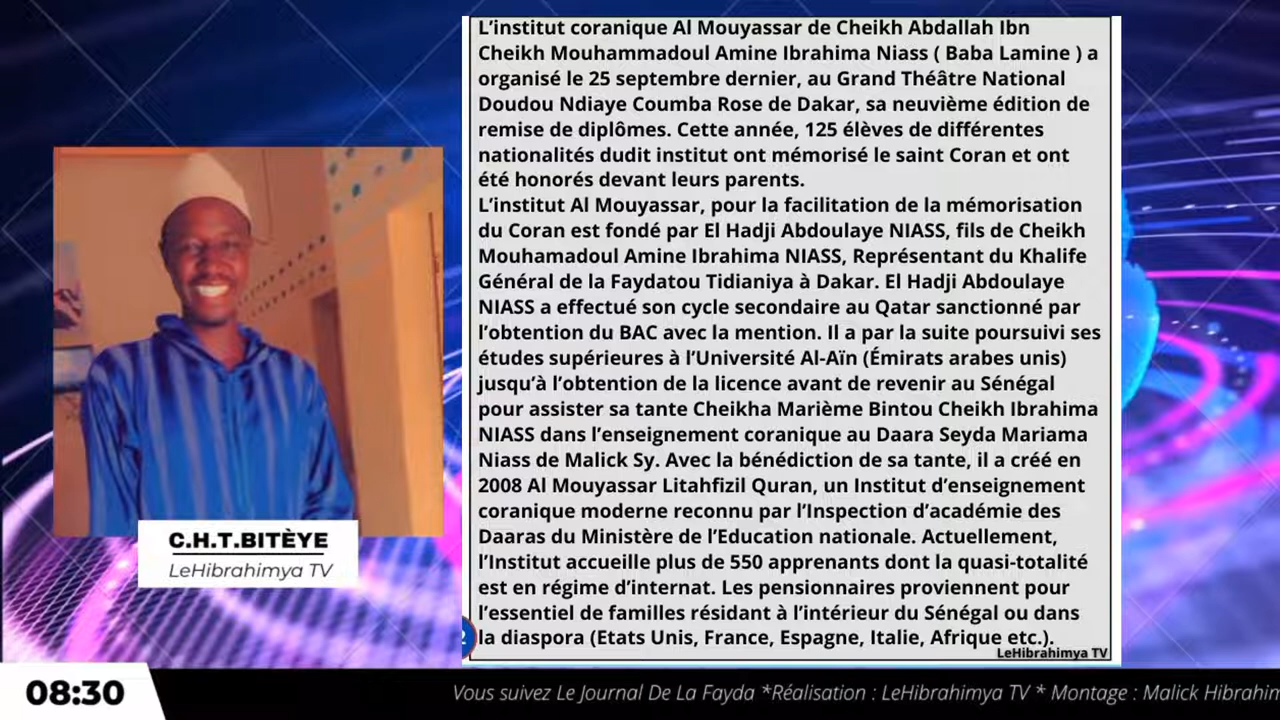 L'institut coranique Al Mouyassar de Cheikh Abdallah Ibn
Cheikh Mouhammadoul Amine Ibrahima Niass ( Baba Lamine ) a
organisé le 25 septembre dernier, au Grand Théâtre National
Doudou Ndiaye Coumba Rose de Dakar, sa neuvième édition de
remise de diplômes. Cette année, 125 élèves de différentes
nationalités dudit institut ont mémorisé le saint Coran et ont
été honorés devant leurs parents.
L'institut Al Mouyassar, pour la facilitation de la mémorisation
du Coran est fondé par El Hadji Abdoulaye NIASS, fils de Cheikh
Mouhamadoul Amine Ibrahima NIASS, Représentant du Khalife
Général de la Faydatou Tidianiya à Dakar. El Hadji Abdoulaye
NIASS a effectué son cycle secondaire au Qatar sanctionné par
l'obtention du BAC avec la mention. Il a par la suite poursuivi ses
études supérieures à l'Université Al-Aïn (Émirats arabes unis)
jusqu'à l'obtention de la licence avant de revenir au Sénégal
pour assister sa tante Cheikha Marième Bintou Cheikh Ibrahima
NIASS dans l'enseignement coranique au Daara Seyda Mariama
Niass de Malick Sy. Avec la bénédiction de sa tante, il a créé en
2008 Al Mouyassar Litahfizil Quran, un Institut d'enseignement
coranique moderne reconnu par l'Inspection d'académie des
Daaras du Ministère de l'Education nationale. Actuellement,
l'Institut accueille plus de 550 apprenants dont la quasi-totalité
est en régime d'internat. Les pensionnaires proviennent pour
l'essentiel de familles résidant à l'intérieur du Sénégal ou dans
la diaspora (Etats Unis, France, Espagne, Italie, Afrique etc.).
2
LeHibrahimya TV
C.H.T.BITÈYE
LeHibrahimya TV
08:30
Vous suivez Le Journal De La Fayda *Réalisation : LeHibrahimya TV * Montage : Malick Hibrahim